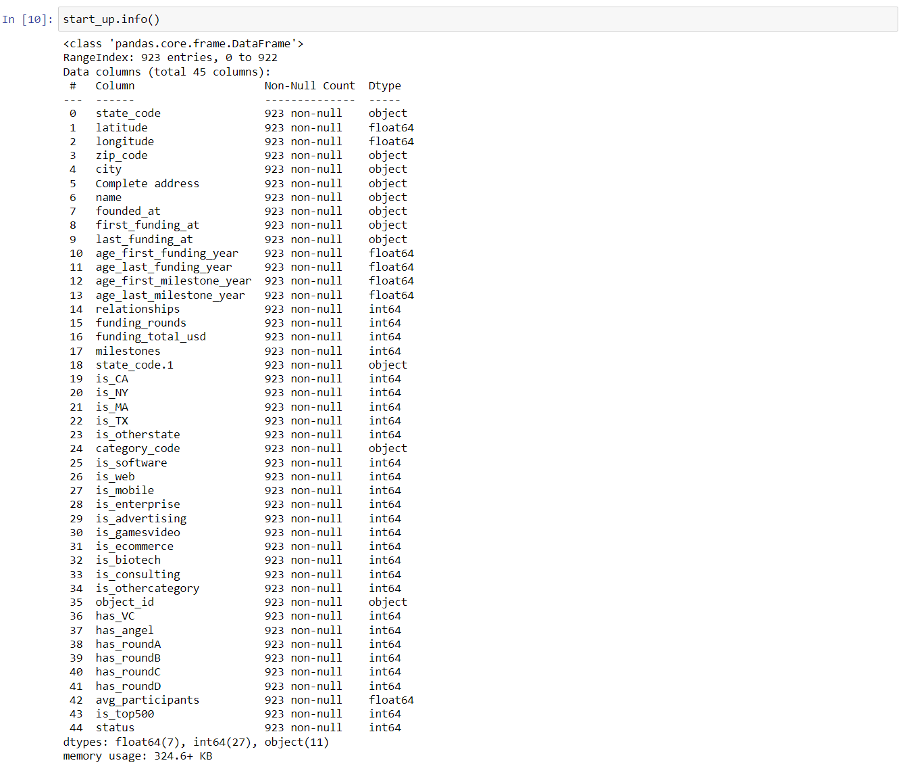 In [10]: start_up.info()
<class 'pandas.core.frame.DataFrame'>
RangeIndex: 923 entries, 0 to 922
Data columns (total 45 columns):
 #   Column                    Non-Null Count  Dtype
---  ------                    --------------  -----
 0   state_code                923 non-null    object
 1   latitude                  923 non-null    float64
 2   longitude                 923 non-null    float64
 3   zip_code                  923 non-null    object
 4   city                      923 non-null    object
 5   Complete address          923 non-null    object
 6   name                      923 non-null    object
 7   founded_at                923 non-null    object
 8   first_funding_at          923 non-null    object
 9   last_funding_at           923 non-null    object
 10  age_first_funding_year    923 non-null    float64
 11  age_last_funding_year     923 non-null    float64
 12  age_first_milestone_year  923 non-null    float64
 13  age_last_milestone_year   923 non-null    float64
 14  relationships             923 non-null    int64
 15  funding_rounds            923 non-null    int64
 16  funding_total_usd         923 non-null    int64
 17  milestones                923 non-null    int64
 18  state_code.1              923 non-null    object
 19  is_CA                     923 non-null    int64
 20  is_NY                     923 non-null    int64
 21  is_MA                     923 non-null    int64
 22  is_TX                     923 non-null    int64
 23  is_otherstate             923 non-null    int64
 24  category_code             923 non-null    object
 25  is_software               923 non-null    int64
 26  is_web                    923 non-null    int64
 27  is_mobile                 923 non-null    int64
 28  is_enterprise             923 non-null    int64
 29  is_advertising            923 non-null    int64
 30  is_gamesvideo             923 non-null    int64
 31  is_ecommerce              923 non-null    int64
 32  is_biotech                923 non-null    int64
 33  is_consulting             923 non-null    int64
 34  is_othercategory          923 non-null    int64
 35  object_id                 923 non-null    object
 36  has_VC                    923 non-null    int64
 37  has_angel                 923 non-null    int64
 38  has_roundA                923 non-null    int64
 39  has_roundB                923 non-null    int64
 40  has_roundC                923 non-null    int64
 41  has_roundD                923 non-null    int64
 42  avg_participants          923 non-null    float64
 43  is_top500                 923 non-null    int64
 44  status                    923 non-null    int64
dtypes: float64(7), int64(27), object(11)
memory usage: 324.6+ KB